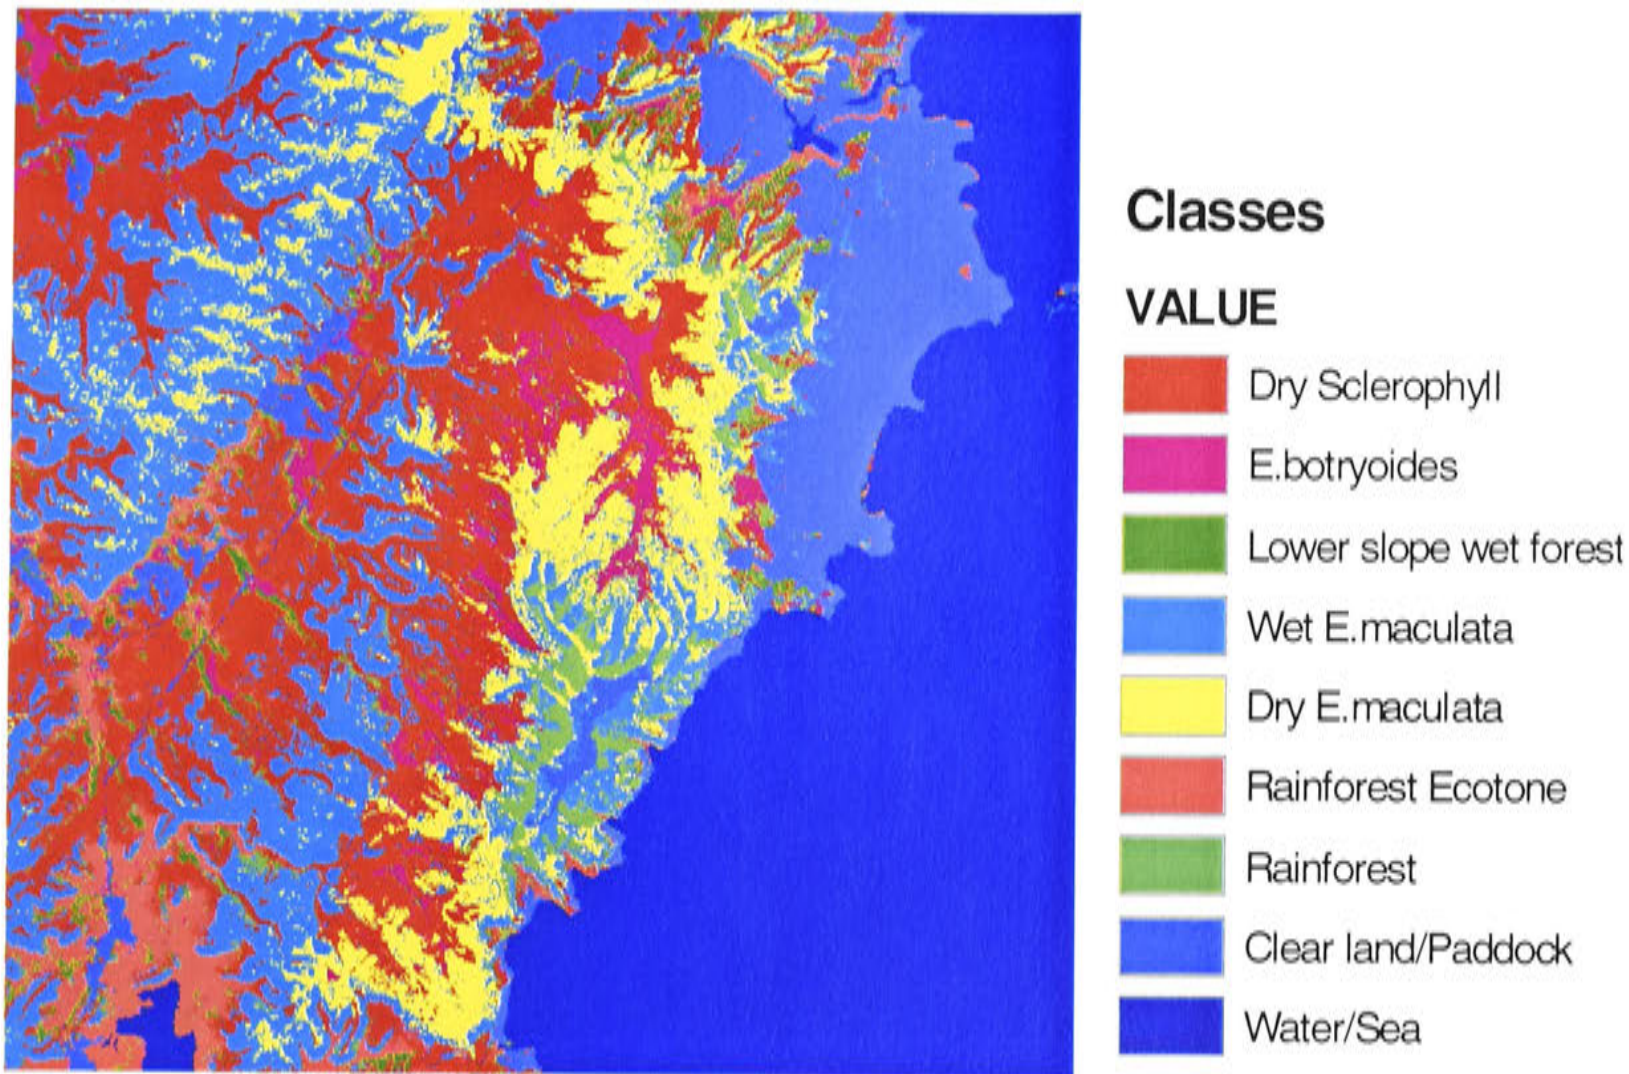 Classes
VALUE
Dry Sclerophyll
E.botryoides
Lower slope wet forest
Wet E.maculata
Dry E.maculata
Rainforest Ecotone
Rainforest
Clear land/Paddock
Water/Sea